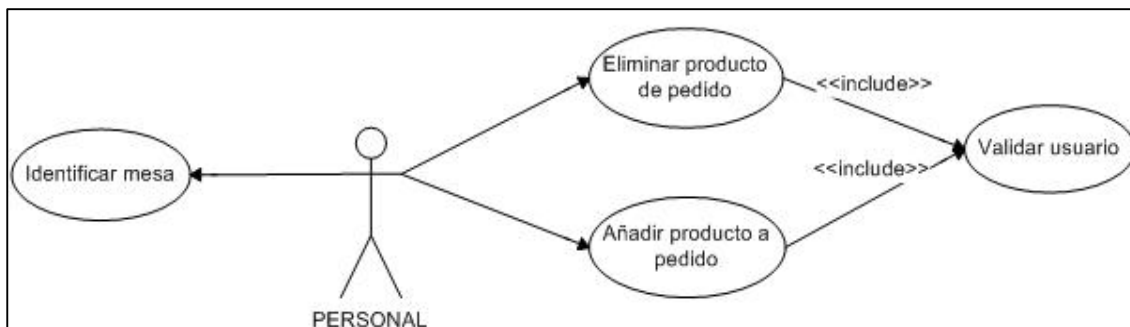 Eliminar producto
de pedido
<<include>>
Identificar mesa
Validar usuario
<<include>>
Añadir producto a
pedido
PERSONAL